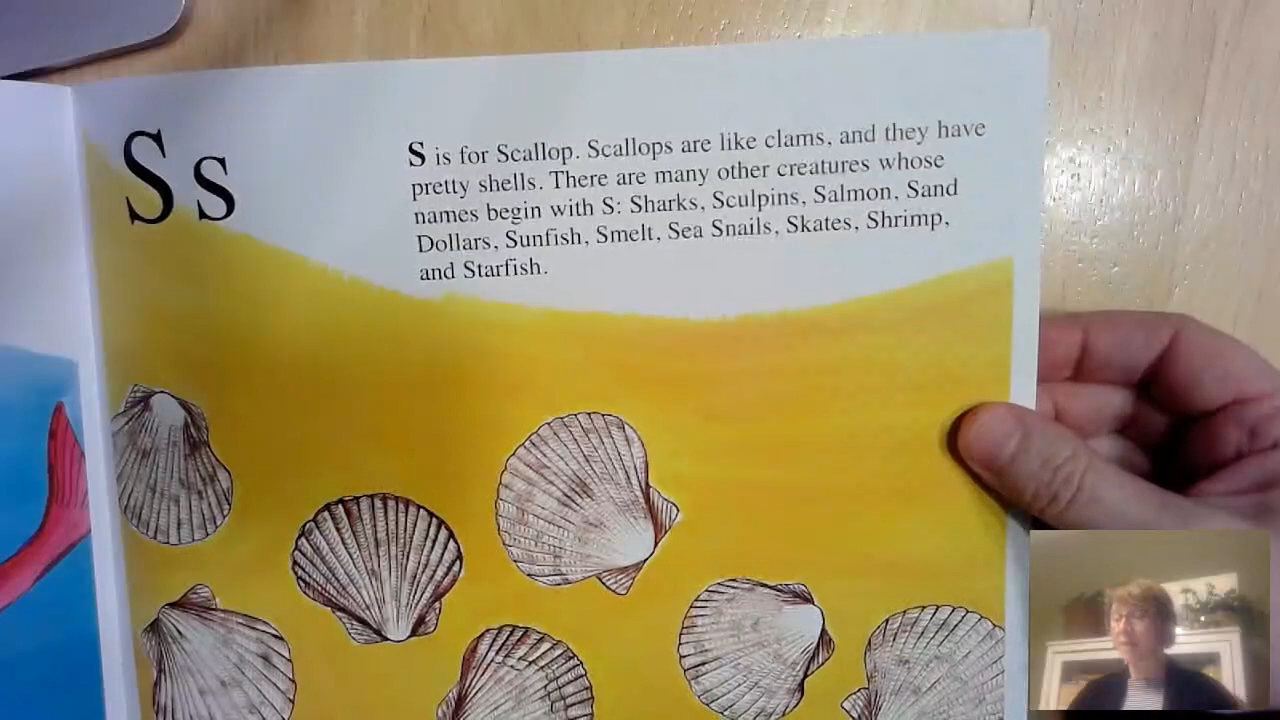 S s
S is for Scallop. Scallops are like clams, and they have
pretty shells. There are many other creatures whose
names begin with S: Sharks, Sculpins, Salmon, Sand
Dollars, Sunfish, Smelt, Sea Snails, Skates, Shrimp,
and Starfish.